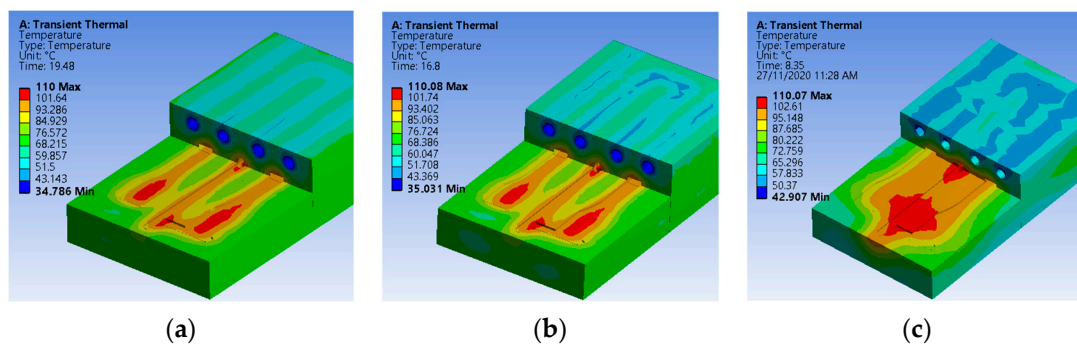 A: Transient Thermal
Temperature
Type: Temperature
Unit: °C
Time: 19.48
110 Max
101.64
93.286
84.929
76.572
68.215
59.857
51.5
43.143
34.786 Min
(a)
A: Transient Thermal
Temperature
Type: Temperature
Unit: °C
Time: 16.8
110.08 Max
101.74
93.402
85.063
76.724
68.386
60.047
51.708
43.369
35.031 Min
(b)
A: Transient Thermal
Temperature
Type: Temperature
Unit: °C
Time: 8.35
27/11/2020 11:28 AM
110.07 Max
102.61
95.148
87.685
80.222
72.759
65.296
57.833
50.37
42.907 Min
(c)